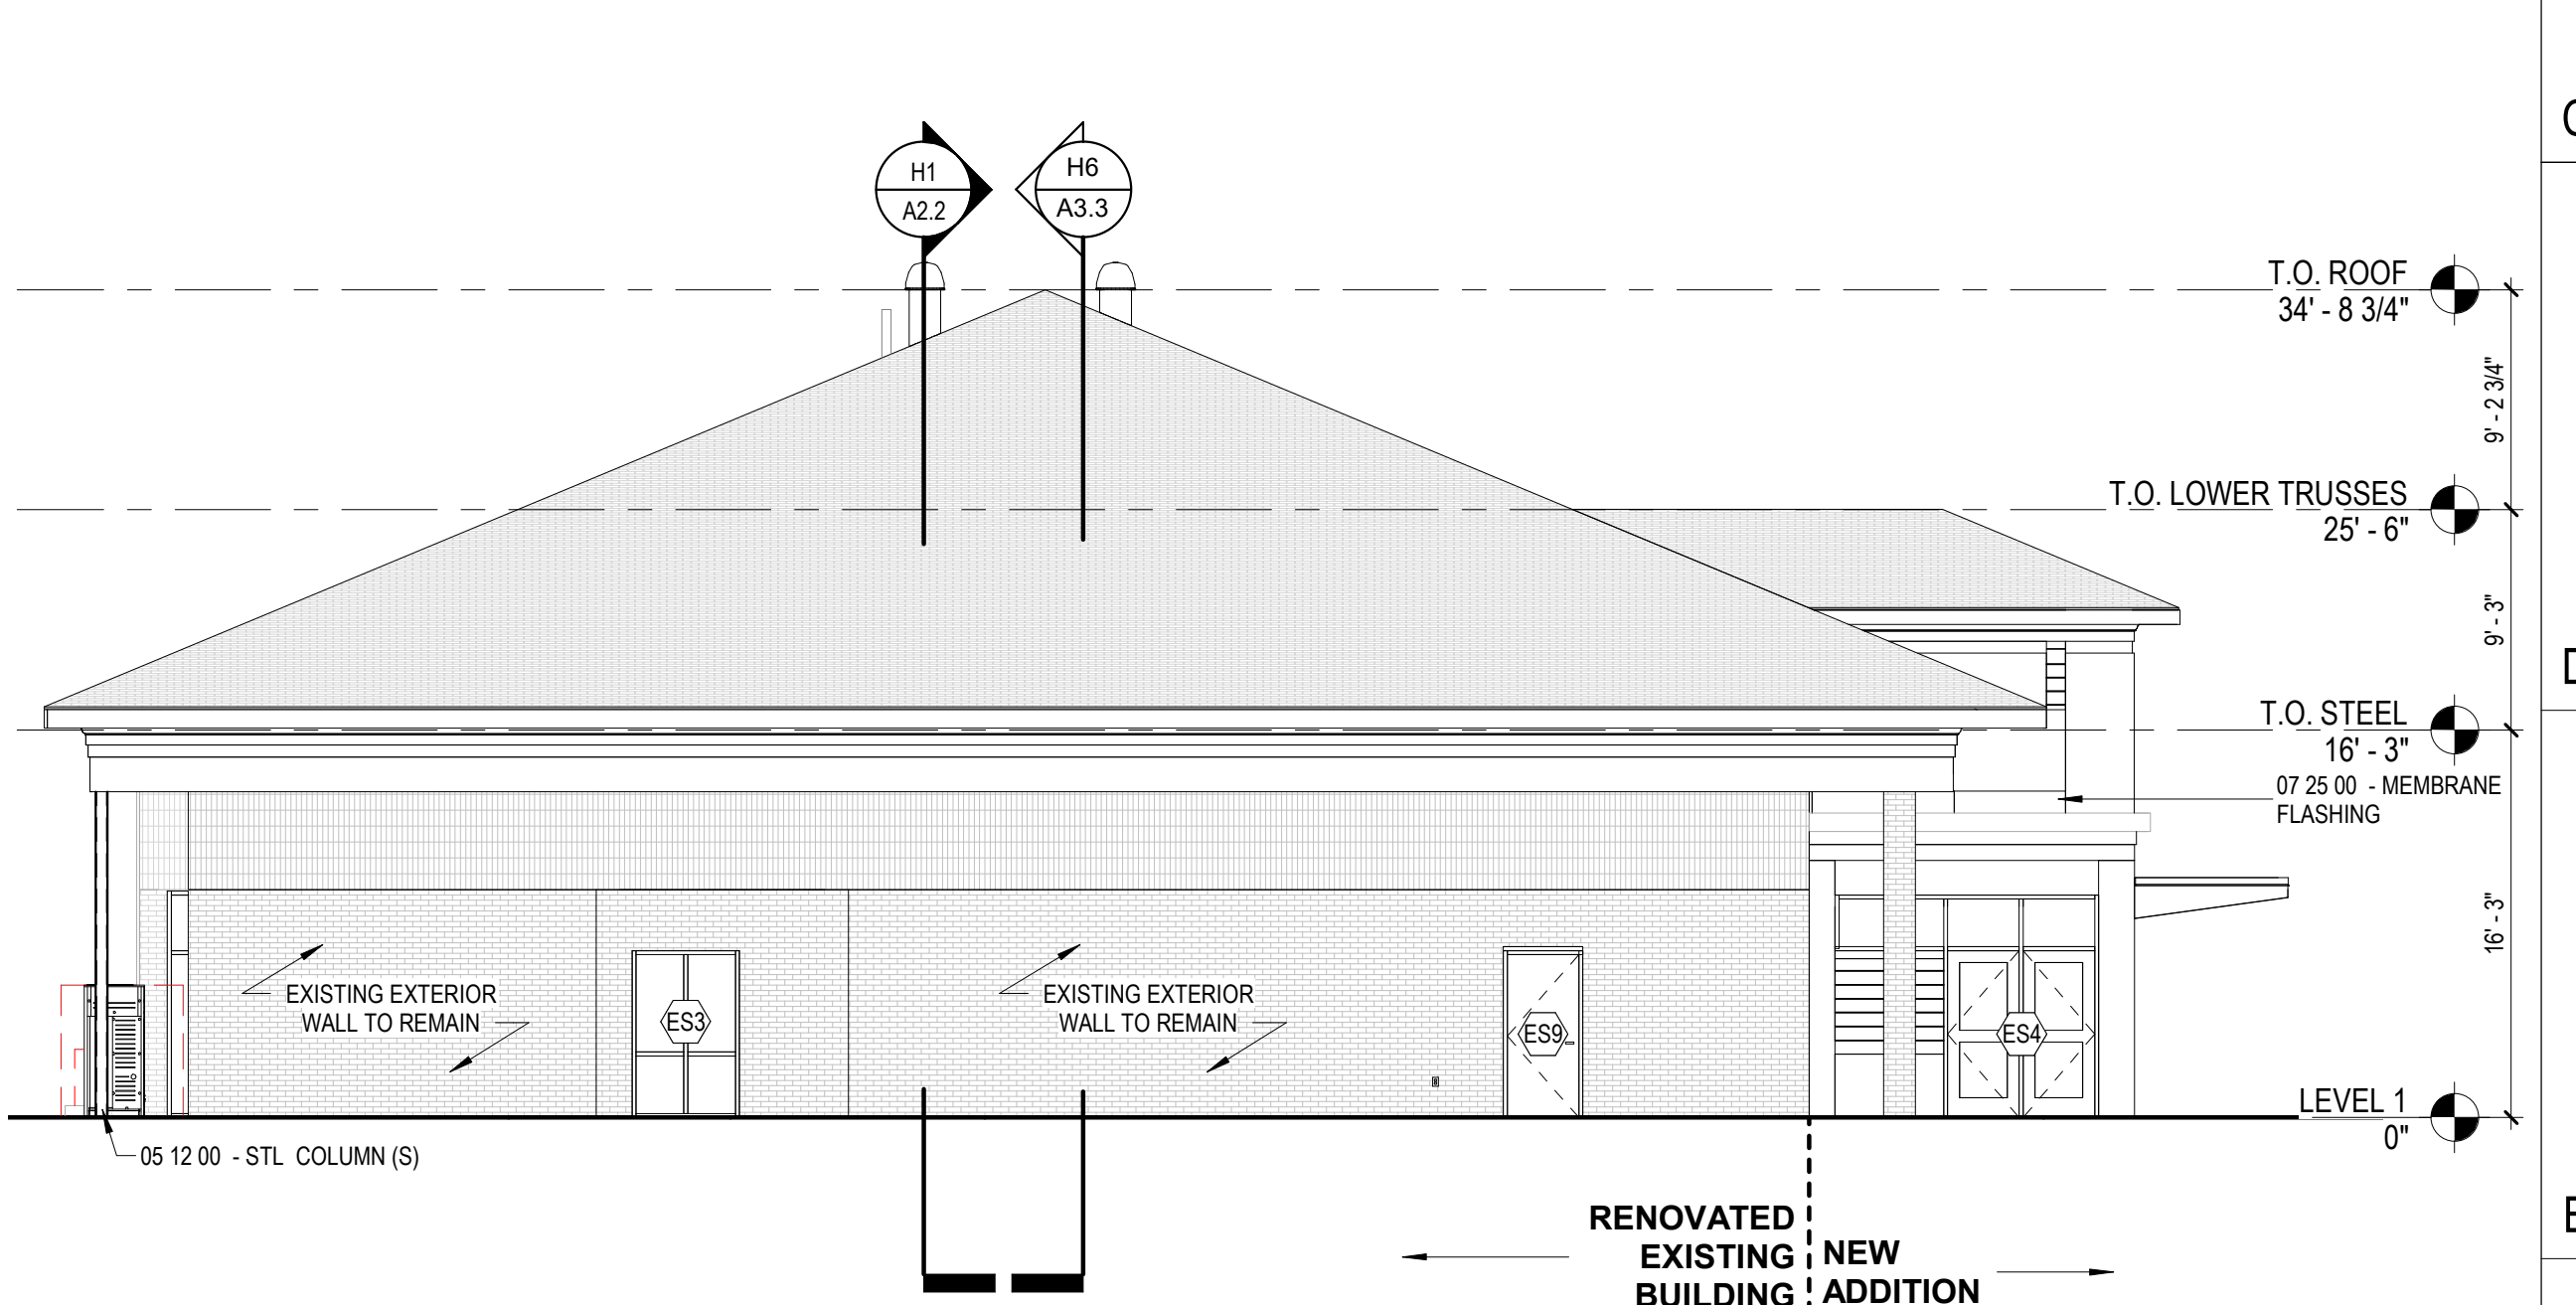 H1
A2.2
H6
A3.3
T.O. ROOF
34' - 8 3/4"
9' - 2 3/4"
T.O. LOWER TRUSSES
25' - 6"
9' - 3"
T.O. STEEL
16' - 3"
07 25 00 - MEMBRANE
FLASHING
16' - 3"
EXISTING EXTERIOR
WALL TO REMAIN
ES3
EXISTING EXTERIOR
WALL TO REMAIN
ES9
ES4
LEVEL 1
0"
05 12 00 - STL COLUMN (S)
RENOVATED
EXISTING
BUILDING
NEW
ADDITION